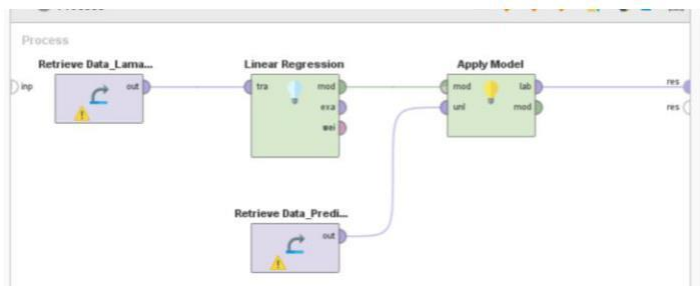 Process
Retrieve Data_Lama...
inp
out
Linear Regression
tra
mod
exa
wei
Apply Model
mod
unl
lab
mod
res
res
Retrieve Data_Predi...
out